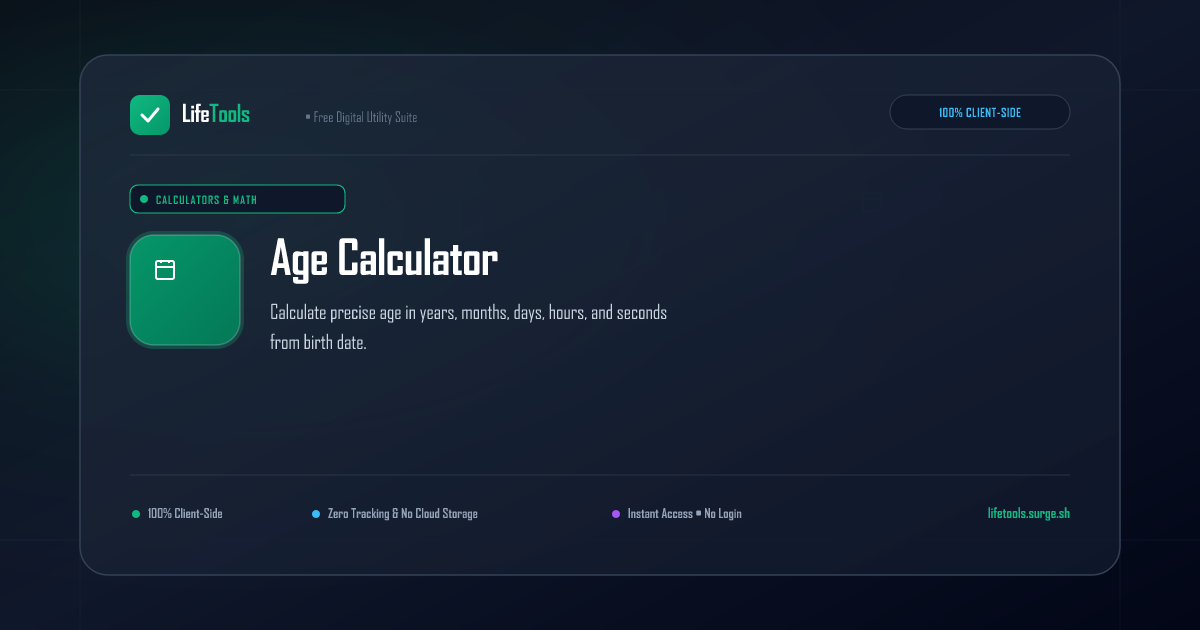 LifeTools
▪ Free Digital Utility Suite
100% CLIENT-SIDE
CALCULATORS & MATH
Age Calculator
Calculate precise age in years, months, days, hours, and seconds
from birth date.
100% Client-Side
Zero Tracking & No Cloud Storage
Instant Access ▪ No Login
lifetools.surge.sh